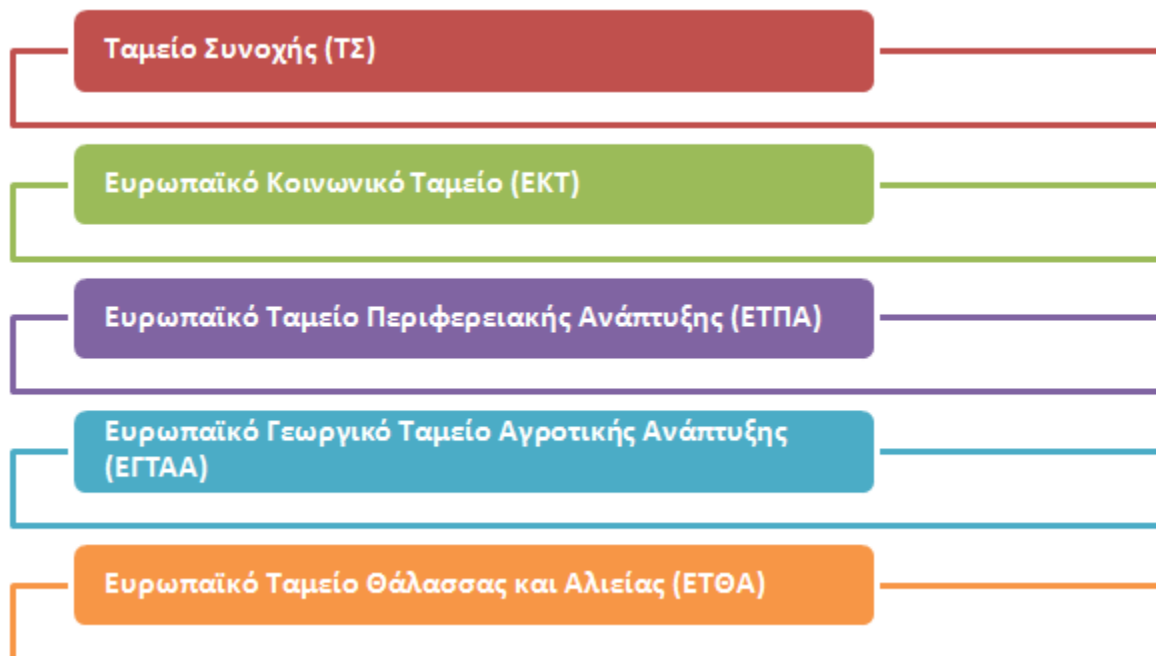 Ταμείο Συνοχής (ΤΣ)
Ευρωπαϊκό Κοινωνικό Ταμείο (ΕΚΤ)
Ευρωπαϊκό Ταμείο Περιφερειακής Ανάπτυξης (ΕΤΠΑ)
Ευρωπαϊκό Γεωργικό Ταμείο Αγροτικής Ανάπτυξης
(ΕΓΤΑΑ)
Ευρωπαϊκό Ταμείο Θάλασσας και Αλιείας (ΕΤΘΑ)